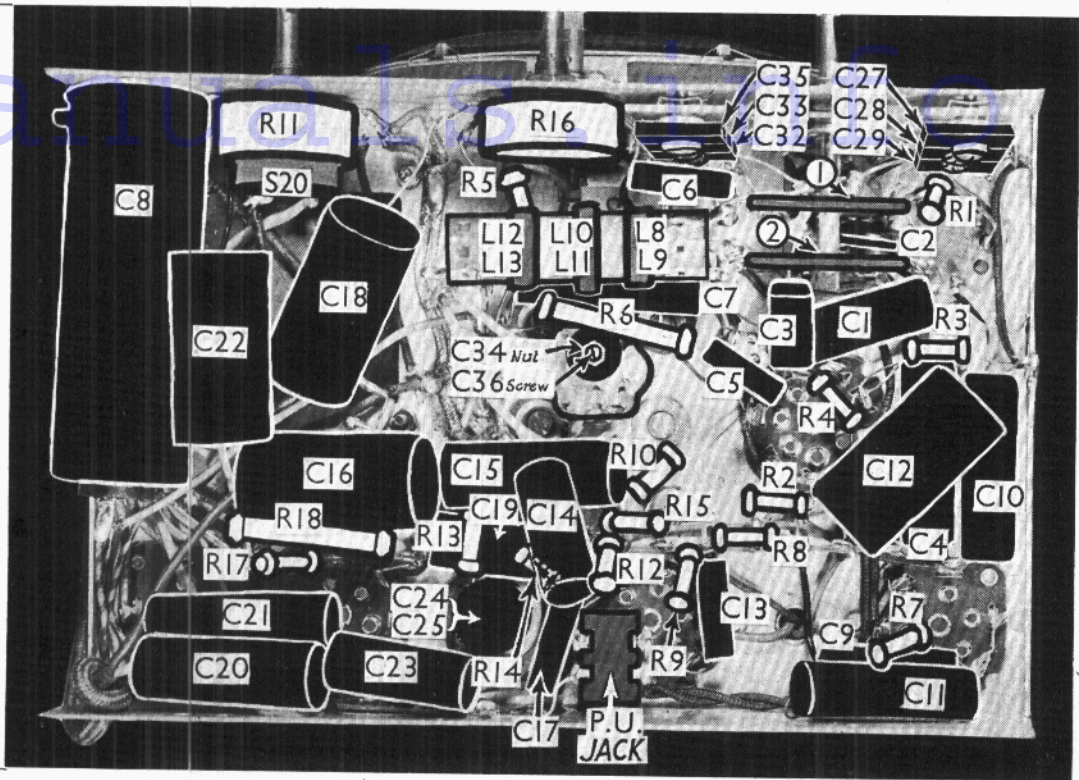 anuals.info
C35 C27
C33 C28
C32 C29
R11
R16
C8
S20
R5
C6
1
R1
L12 L10 L8
L13 L11 L9
2
C2
C18
C7
C22
R6
C3
C1
R3
C34 Nut
C36 Screw
C5
R4
C16
C15
R10
C12
R2
C10
C19
C14
R18
R13
R15
R8
C4
R17
R12
C24
C25
C21
C13
R7
C9
C20
C23
R14
R9
C11
C17
P.U.
JACK